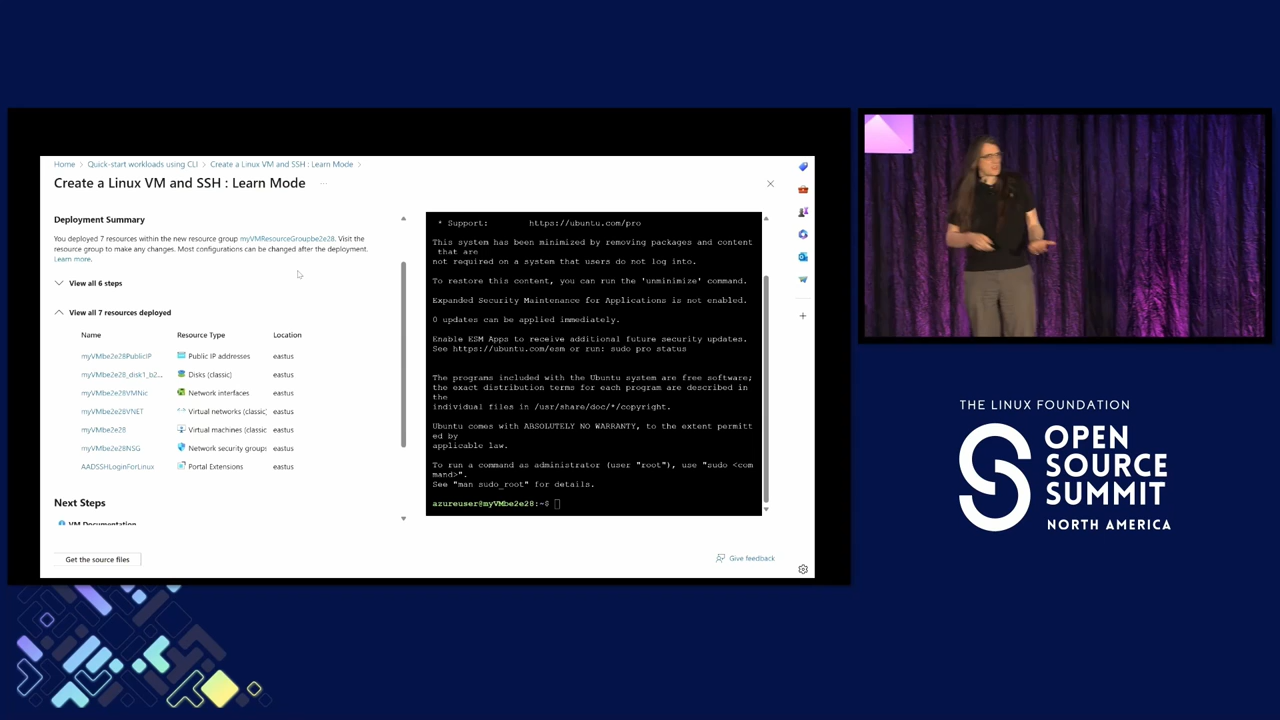 Home > Quick-start workloads using CLI > Create a Linux VM and SSH : Learn Mode >
Create a Linux VM and SSH : Learn Mode ...
Deployment Summary
You deployed 7 resources within the new resource group myVMResourceGroupbe2e28. Visit the
resource group to make any changes. Most configurations can be changed after the deployment.
Learn more.
View all 6 steps
View all 7 resources deployed
Name Resource Type Location
myVMbe2e28PublicIP Public IP addresses eastus
myVMbe2e28_disk1_b2... Disks (classic) eastus
myVMbe2e28VMNic Network interfaces eastus
myVMbe2e28VNET Virtual networks (classic eastus
myVMbe2e28 Virtual machines (classic eastus
myVMbe2e28NSG Network security groups eastus
AADSSHLoginForLinux Portal Extensions eastus
Next Steps
VM Documentation
Get the source files
* Support: https://ubuntu.com/pro
This system has been minimized by removing packages and content
that are
not required on a system that users do not log into.
To restore this content, you can run the 'unminimize' command.
Expanded Security Maintenance for Applications is not enabled.
0 updates can be applied immediately.
Enable ESM Apps to receive additional future security updates.
See https://ubuntu.com/esm or run: sudo pro status
The programs included with the Ubuntu system are free software;
the exact distribution terms for each program are described in
the
individual files in /usr/share/doc/*/copyright.
Ubuntu comes with ABSOLUTELY NO WARRANTY, to the extent permitt
ed by
applicable law.
To run a command as administrator (user "root"), use "sudo <com
mand>".
See "man sudo_root" for details.
azureuser@myVMbe2e28:~$
Give feedback
THE LINUX FOUNDATION
OPEN
SOURCE
SUMMIT
NORTH AMERICA